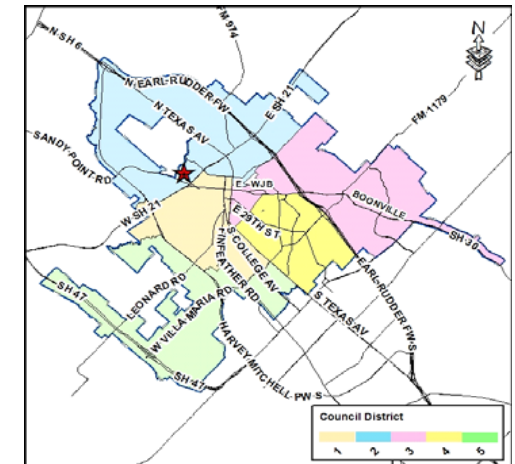 N SH 6
FM 974
N
N EARL RUDDER FW
E SH 21
N TEXAS AV
FM-1179
SANDY POINT RD
E WJB
BOONVILLE
W SH 21
E 29TH ST
SH-30
S COLLEGE AV
FINFEATHER RD
SH 47
LEONARD RD
W VILLA MARIA RD
EARL RUDDER FW S
S TEXAS AV
HARVEY MITCHELL PW S
SH 47
Council District
1 2 3 4 5